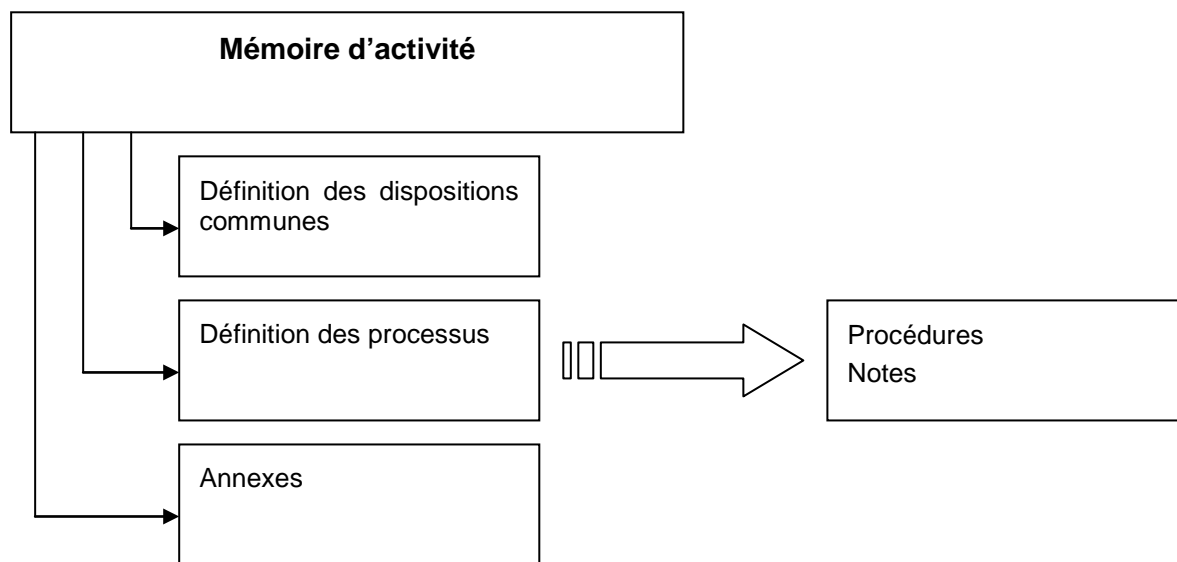 Mémoire d'activité
Définition des dispositions
communes
Définition des processus
Procédures
Notes
Annexes